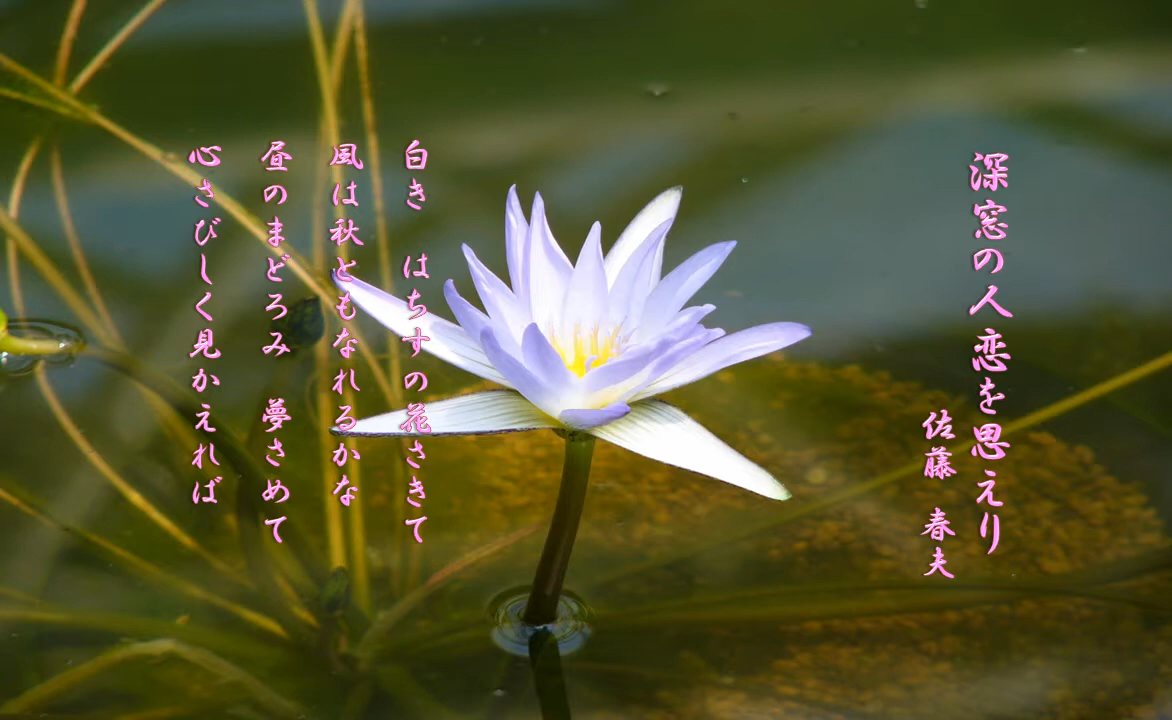 深窓の人恋を思えり
佐藤 春夫
白き はちすの花さきて
風は秋ともなれるかな
昼のまどろみ 夢さめて
心さびしく見かえれば